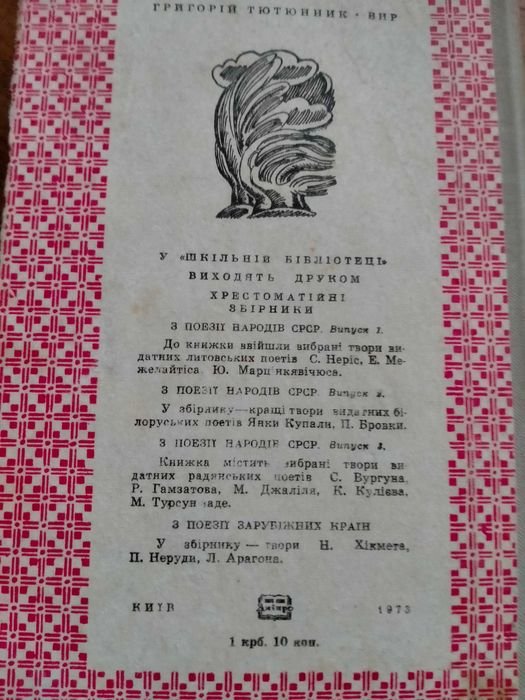 ГРИГОРІЙ ТЮТЮННИК · ВИР
У «ШКІЛЬНІЙ БІБЛІОТЕЦІ»
ВИХОДЯТЬ ДРУКОМ
ХРЕСТОМАТІЙНІ
ЗБІРНИКИ
З ПОЕЗІЇ НАРОДІВ СРСР. Випуск 1.
До книжки ввійшли вибрані твори ви-
датних литовських поетів С. Неріс, Е. Ме-
желайтіса, Ю. Марцінкявічюса.
З ПОЕЗІЇ НАРОДІВ СРСР. Випуск 2.
У збірнику—кращі твори видатних бі-
лоруських поетів Янки Купали, П. Бровки.
З ПОЕЗІЇ НАРОДІВ СРСР. Випуск 3.
Книжка містить вибрані твори ви-
датних радянських поетів С. Вургуна,
Р. Гамзатова, М. Джаліля, К. Кулієва,
М. Турсун-заде.
З ПОЕЗІЇ ЗАРУБІЖНИХ КРАЇН
У збірнику — твори Н. Хікмета,
П. Неруди, Л. Арагона.
КИЇВ Дніпро 1973
1 крб. 10 коп.